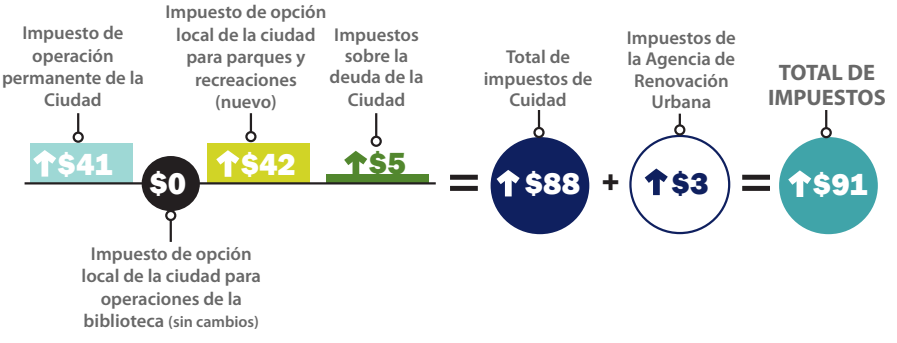 Impuesto de
operación
permanente de la
Ciudad
↑$41
$0
Impuesto de opción
local de la ciudad para
operaciones de la
biblioteca (sin cambios)
Impuesto de opción
local de la ciudad
para parques y
recreaciones
(nuevo)
↑$42
Impuestos
sobre la
deuda de la
Ciudad
↑$5
=
Total de
impuestos de
Cuidad
↑$88
+
Impuestos de
la Agencia de
Renovación
Urbana
↑$3
=
TOTAL DE
IMPUESTOS
↑$91